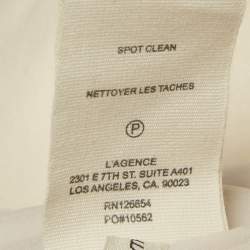 SPOT CLEAN
NETTOYER LES TACHES
P
L'AGENCE
2301 E 7TH ST. SUITE A401
LOS ANGELES, CA. 90023
RN126854
PO#10562